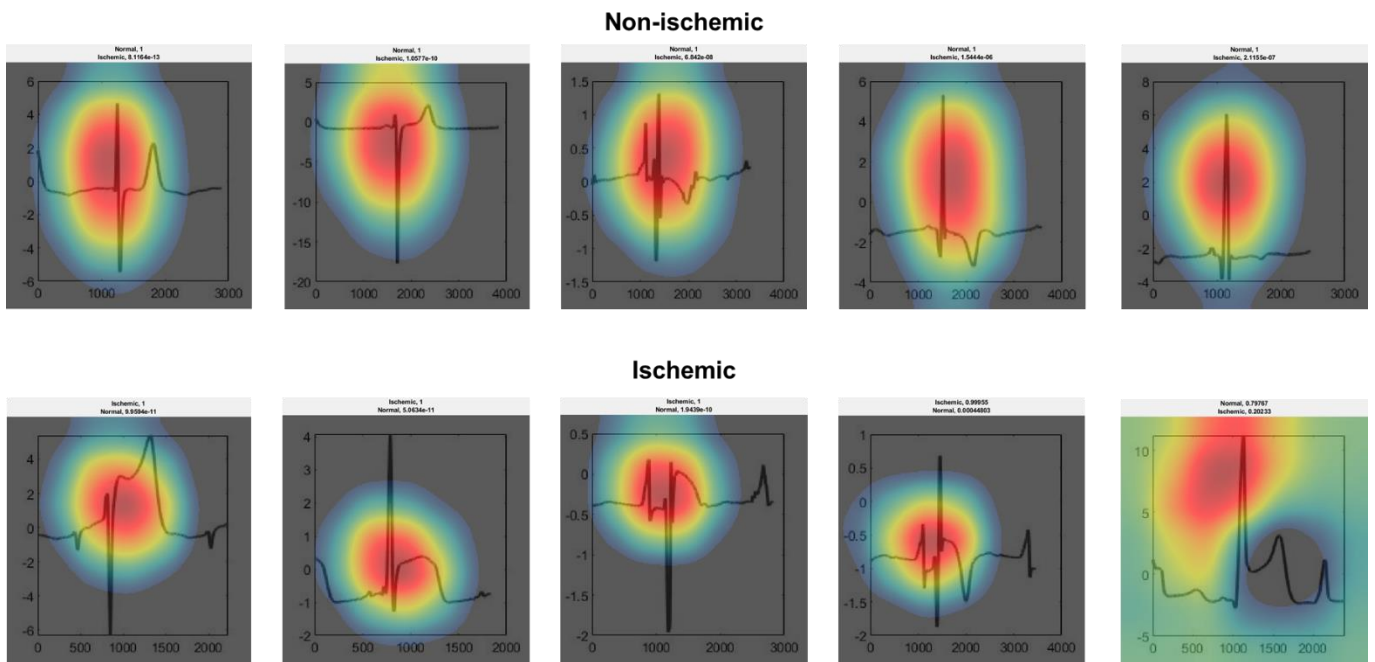 Non-ischemic
Normal, 1
Ischemic, 8.1164e-13
Normal, 1
Ischemic, 1.0577e-10
Normal, 1
Ischemic, 6.842e-08
Normal, 1
Ischemic, 1.5444e-06
Normal, 1
Ischemic, 2.1155e-07
6
4
2
0
-2
-4
-6
0 1000 2000 3000
5
0
-5
-10
-15
-20
0 1000 2000 3000 4000
1.5
1
0.5
0
-0.5
-1
-1.5
0 1000 2000 3000 4000
6
4
2
0
-2
-4
0 1000 2000 3000 4000
8
6
4
2
0
-2
-4
0 1000 2000 3000
Ischemic
Ischemic, 1
Normal, 9.9594e-11
Ischemic, 1
Normal, 5.0634e-11
Ischemic, 1
Normal, 1.9439e-10
Ischemic, 0.99955
Normal, 0.00044803
Normal, 0.79767
Ischemic, 0.20233
4
2
0
-2
-4
-6
0 500 1000 1500 2000
4
3
2
1
0
-1
-2
0 500 1000 1500 2000
0.5
0
-0.5
-1
-1.5
-2
0 1000 2000 3000
1
0.5
0
-0.5
-1
-1.5
-2
0 1000 2000 3000 4000
10
5
0
-5
0 500 1000 1500 2000